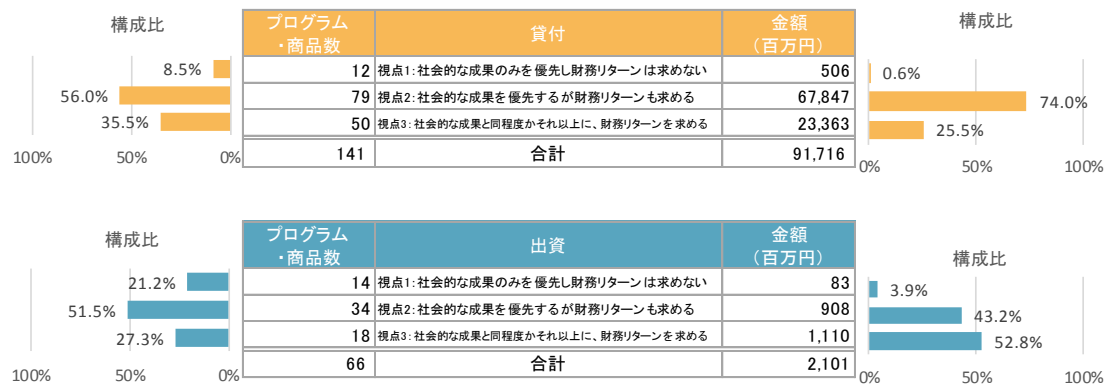 構成比
プログラム
・商品数
貸付
金額
（百万円）
構成比
8.5%
12
視点1：社会的な成果のみを優先し財務リターンは求めない
506
0.6%
56.0%
79
視点2：社会的な成果を優先するが財務リターンも求める
67,847
74.0%
35.5%
50
視点3：社会的な成果と同程度かそれ以上に、財務リターンを求める
23,363
25.5%
100%
50%
0%
141
合計
91,716
0%
50%
100%
構成比
プログラム
・商品数
出資
金額
（百万円）
構成比
21.2%
14
視点1：社会的な成果のみを優先し財務リターンは求めない
83
3.9%
51.5%
34
視点2：社会的な成果を優先するが財務リターンも求める
908
43.2%
27.3%
18
視点3：社会的な成果と同程度かそれ以上に、財務リターンを求める
1,110
52.8%
100%
50%
0%
66
合計
2,101
0%
50%
100%